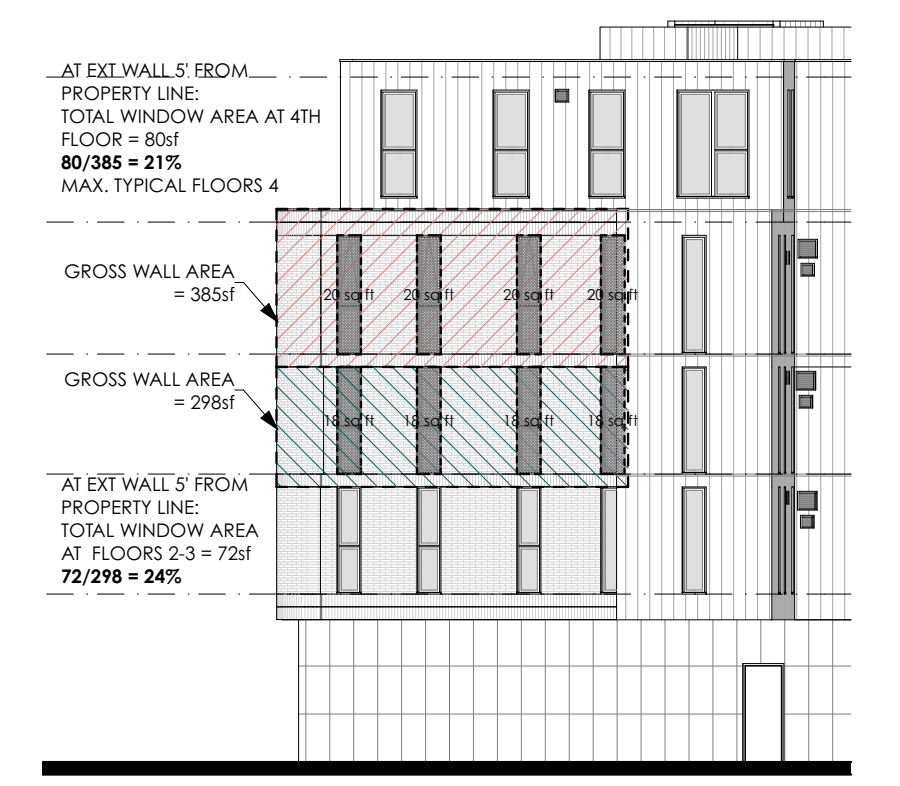 AT EXT WALL 5' FROM
PROPERTY LINE:
TOTAL WINDOW AREA AT 4TH
FLOOR = 80sf
80/385 = 21%
MAX. TYPICAL FLOORS 4
GROSS WALL AREA
= 385sf
20 sq ft 20 sq ft 20 sq ft 20 sq ft
GROSS WALL AREA
= 298sf
18 sq ft 18 sq ft 18 sq ft 18 sq ft
AT EXT WALL 5' FROM
PROPERTY LINE:
TOTAL WINDOW AREA
AT FLOORS 2-3 = 72sf
72/298 = 24%